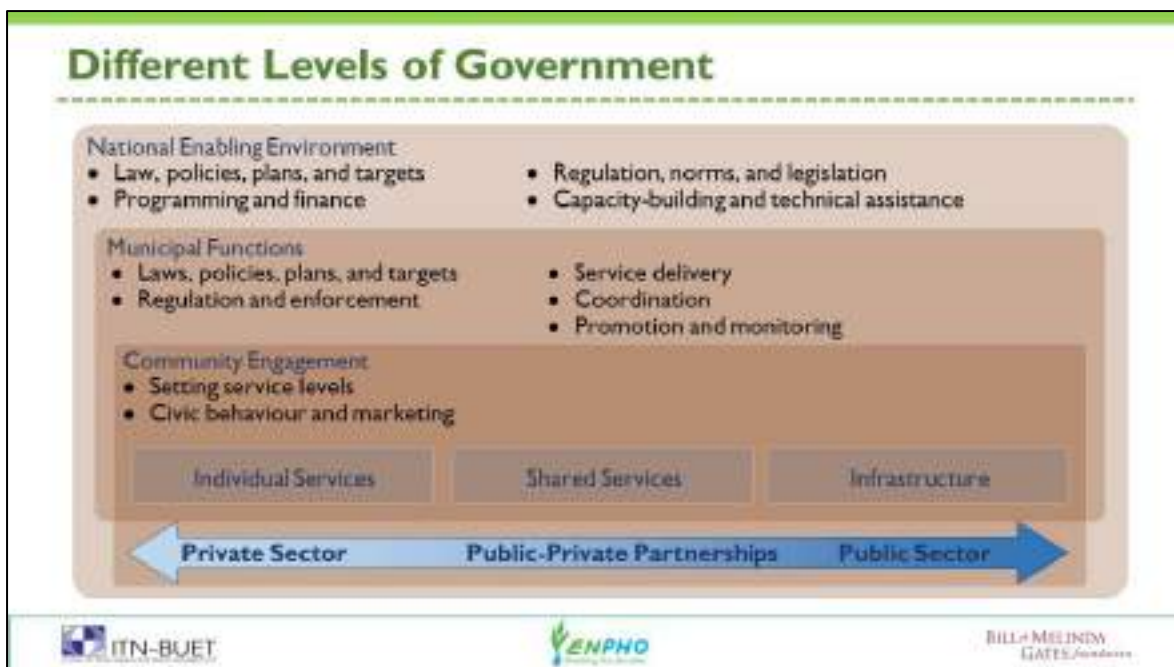 Different Levels of Government
National Enabling Environment
• Law, policies, plans, and targets
• Programming and finance
• Regulation, norms, and legislation
• Capacity-building and technical assistance
Municipal Functions
• Laws, policies, plans, and targets
• Regulation and enforcement
• Service delivery
• Coordination
• Promotion and monitoring
Community Engagement
• Setting service levels
• Civic behaviour and marketing
Individual Services
Shared Services
Infrastructure
Private Sector
Public-Private Partnerships
Public Sector
ITN-BUET
ENPHO
BILL & MELINDA
GATES foundation